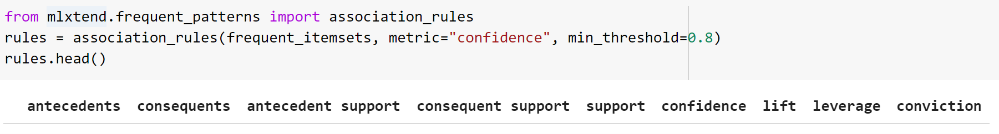 from mlxtend.frequent_patterns import association_rules
rules = association_rules(frequent_itemsets, metric="confidence", min_threshold=0.8)
rules.head()
antecedents consequents antecedent support consequent support support confidence lift leverage conviction